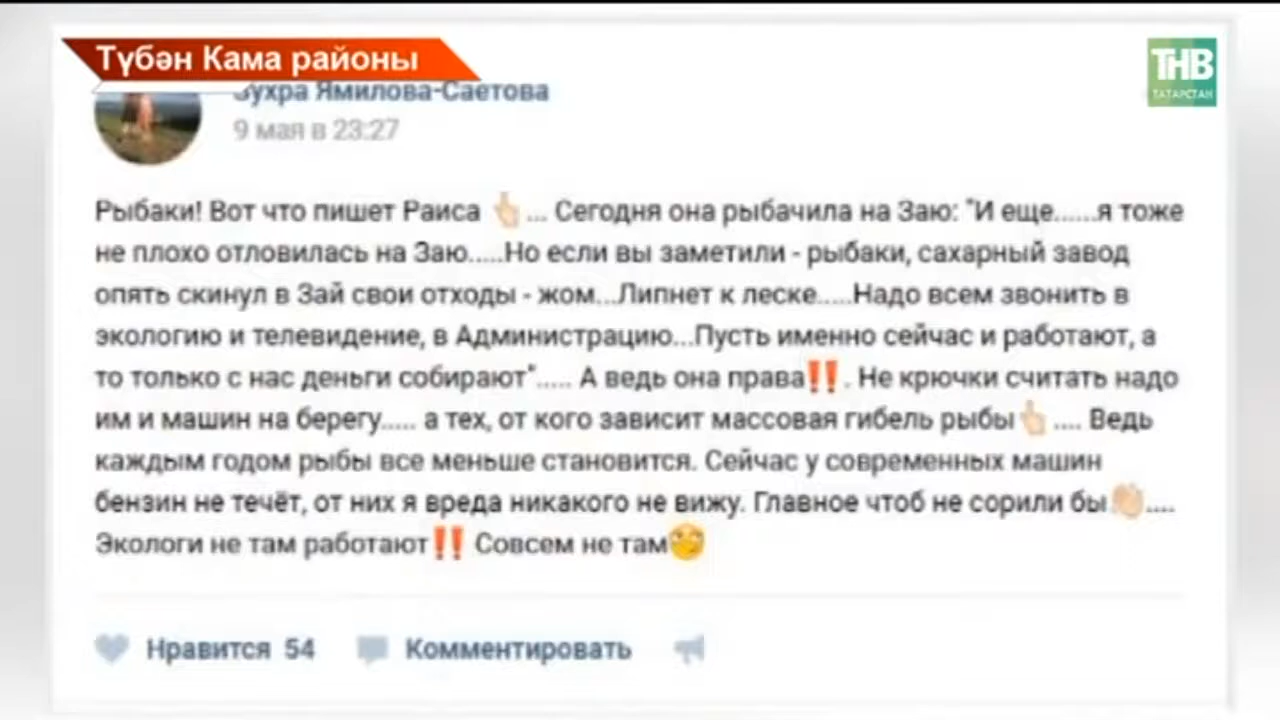 Түбән Кама районы
ТНВ
ТАТАРСТАН
Зухра Ямилова-Саетова
9 мая в 23:27
Рыбаки! Вот что пишет Раиса 👆🏻... Сегодня она рыбачила на Заю: "И еще......я тоже
не плохо отловилась на Заю.....Но если вы заметили - рыбаки, сахарный завод
опять скинул в Зай свои отходы - жом...Липнет к леске.....Надо всем звонить в
экологию и телевидение, в Администрацию...Пусть именно сейчас и работают, а
то только с нас деньги собирают"..... А ведь она права‼️. Не крючки считать надо
им и машин на берегу..... а тех, от кого зависит массовая гибель рыбы👆🏻.... Ведь
каждым годом рыбы все меньше становится. Сейчас у современных машин
бензин не течёт, от них я вреда никакого не вижу. Главное чтоб не сорили бы👏🏻....
Экологи не там работают‼️ Совсем не там🧐
Нравится 54
Комментировать